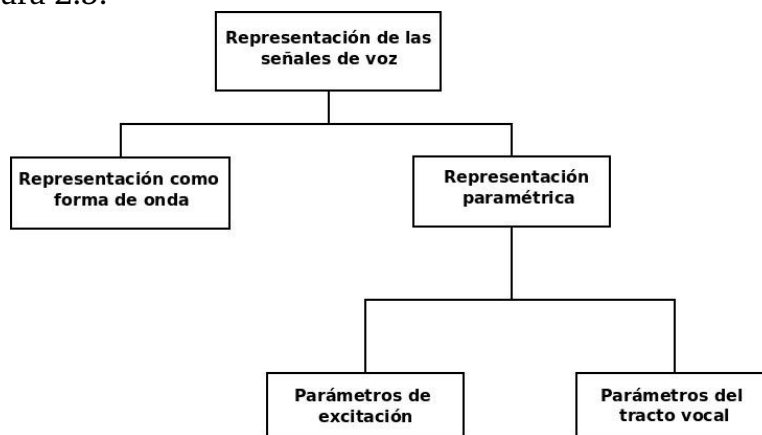 Representación de las
señales de voz
Representación como
forma de onda
Representación
paramétrica
Parámetros de
excitación
Parámetros del
tracto vocal